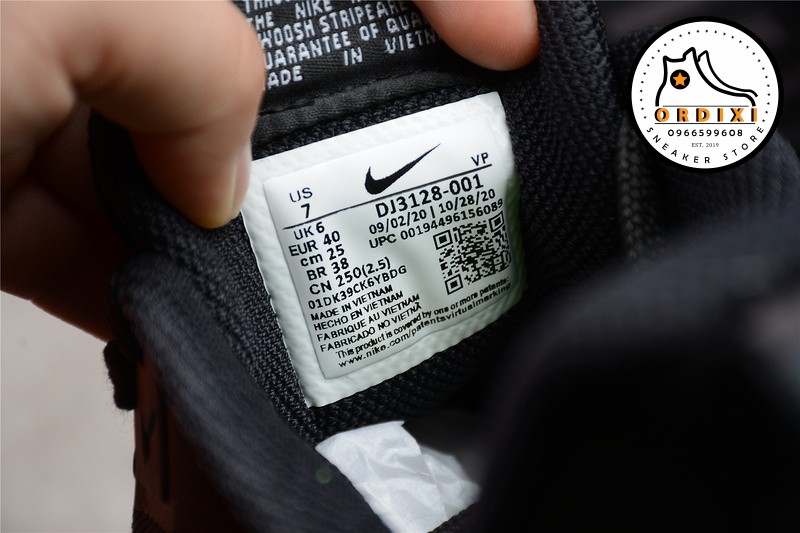 THROU
THE NIKE N
WOOSH STRIPE ARE
UARANTEE OF QUA
ADE IN VIETN
ORDIXI
0966599608
EST. 2019
SNEAKER STORE
VP
US
7
DJ3128-001
UK 6
09/02/20 | 10/28/20
EUR 40
UPC 00194496156089
cm 25
BR 38
CN 250(2.5)
01DK39CK6YBDG
MADE IN VIETNAM
HECHO EN VIETNAM
FABRIQUE AU VIETNAM
FABRICADO NO VIETNÃ
This product is covered by one or more patents.
www.nike.com/patentsvirtualmarking